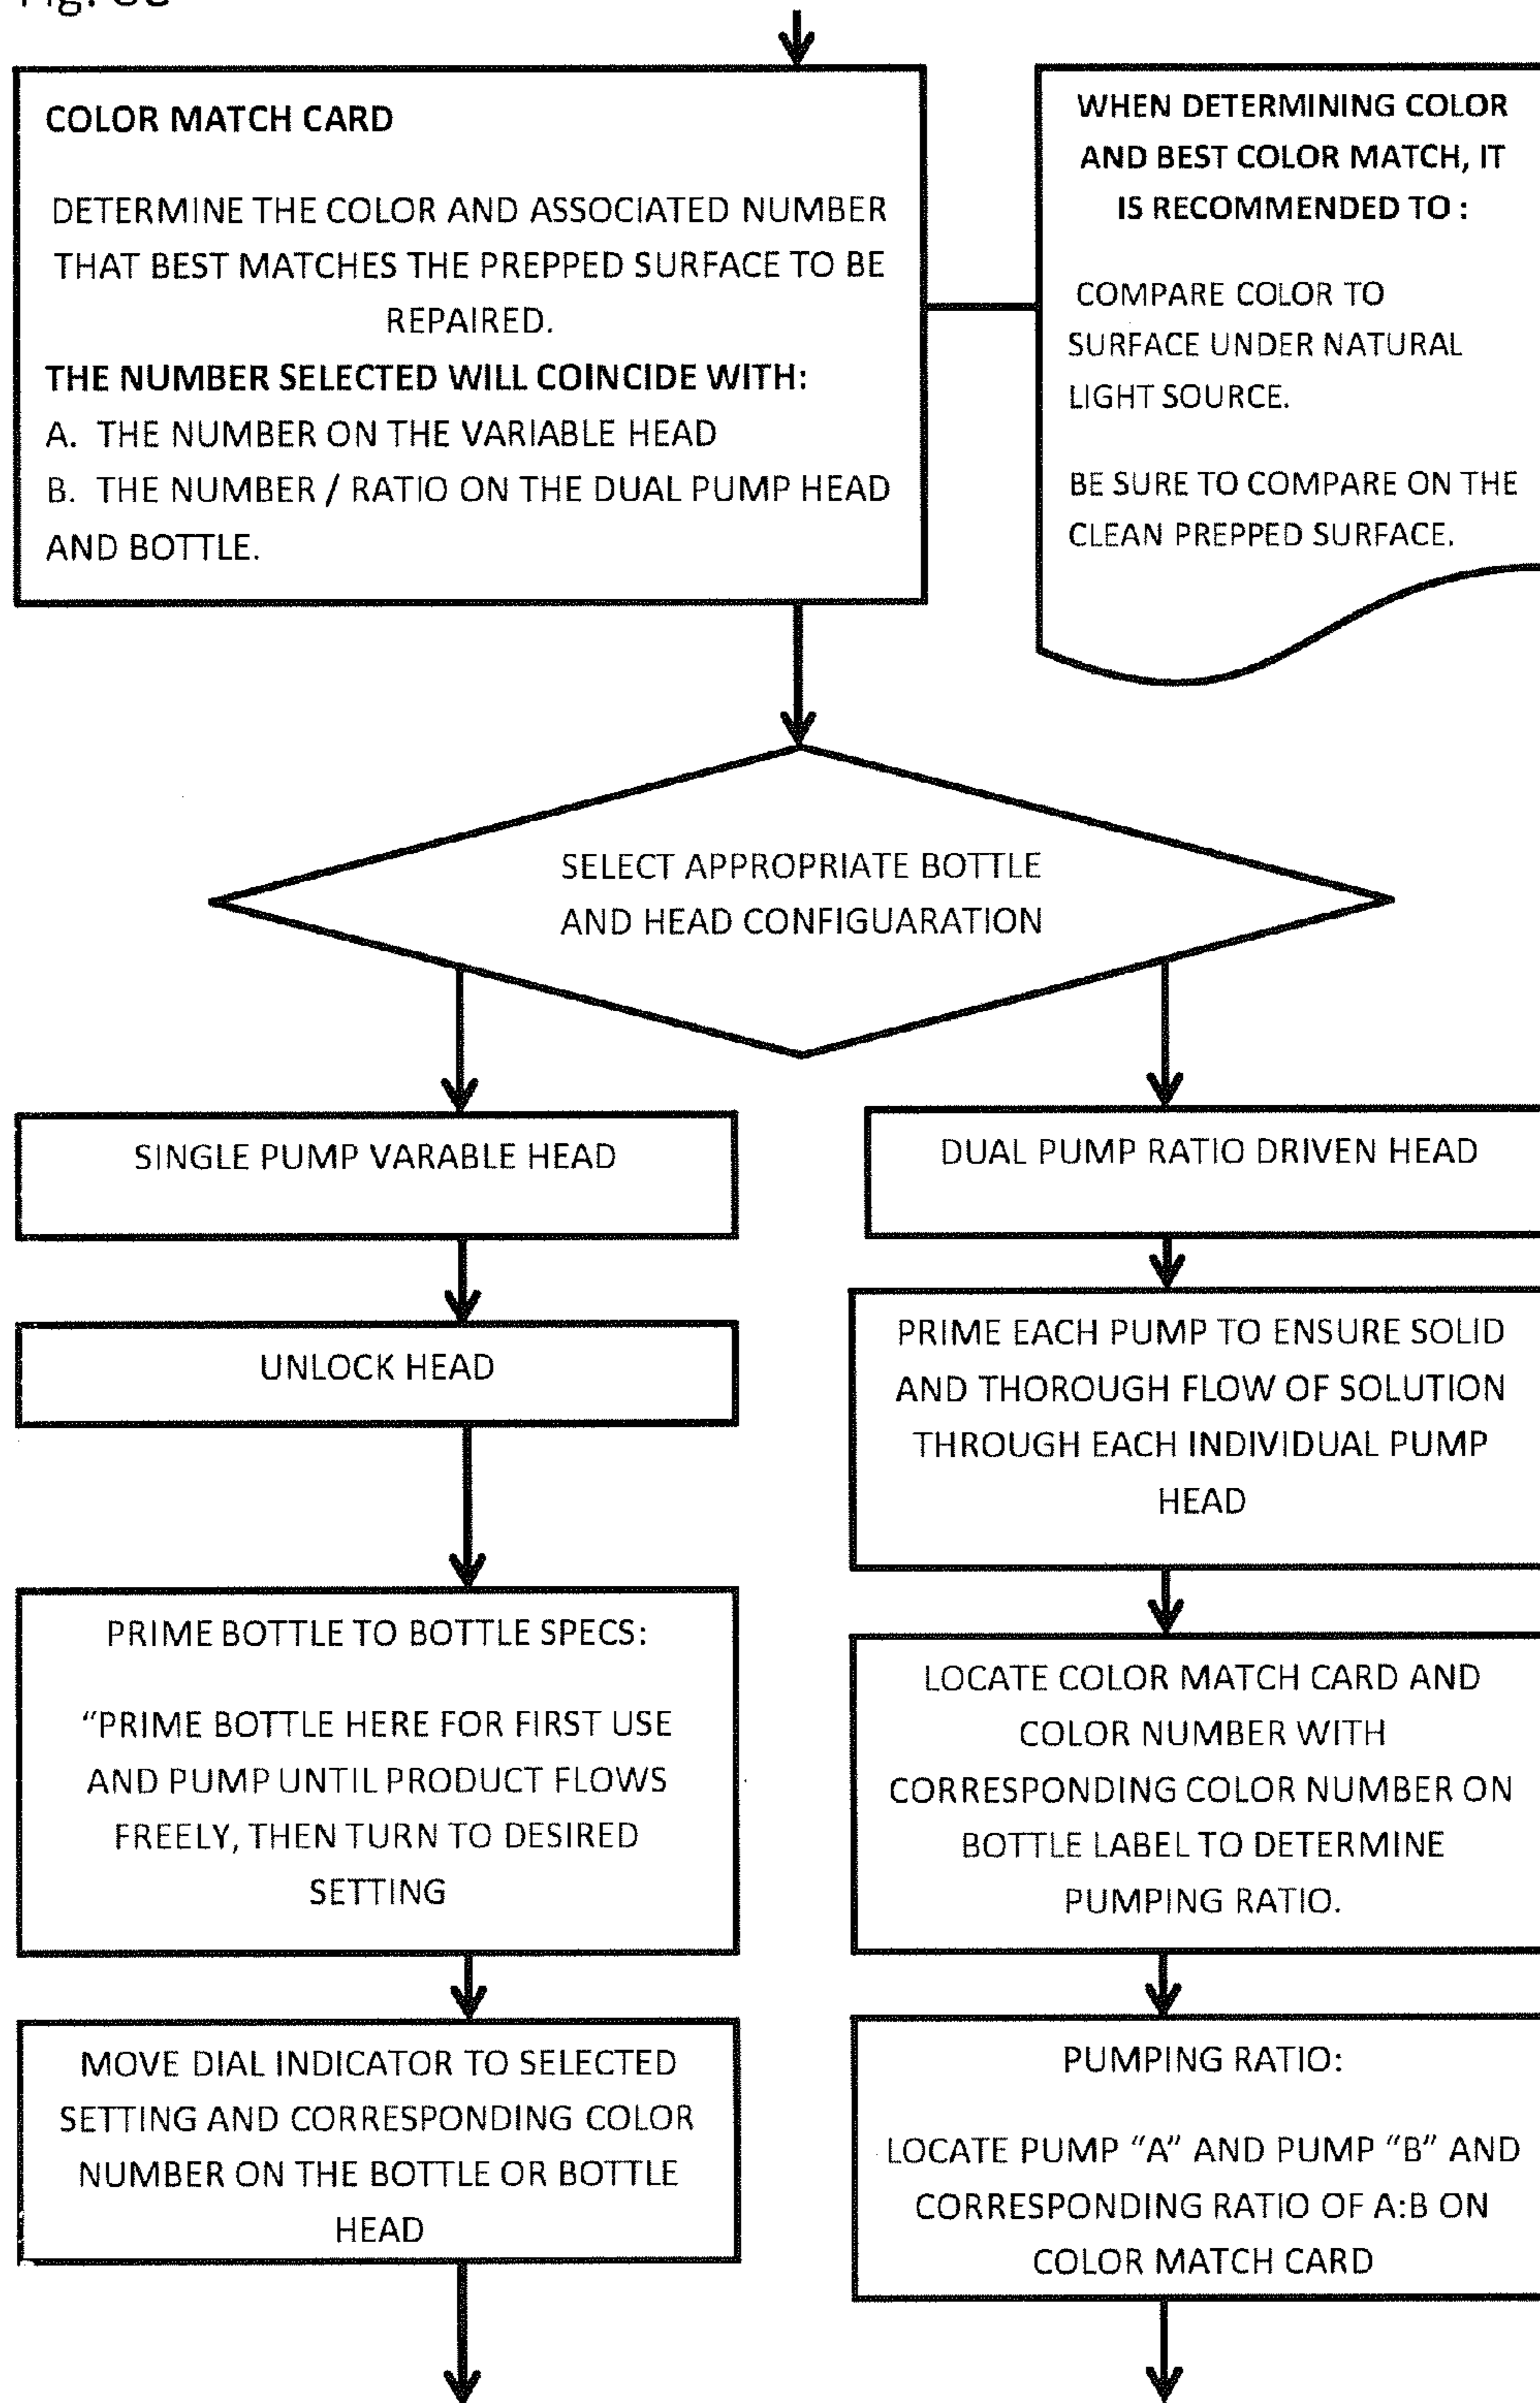 COLOR MATCH CARD
DETERMINE THE COLOR AND ASSOCIATED NUMBER
THAT BEST MATCHES THE PREPPED SURFACE TO BE
REPAIRED.
THE NUMBER SELECTED WILL COINCIDE WITH:
A. THE NUMBER ON THE VARIABLE HEAD
B. THE NUMBER / RATIO ON THE DUAL PUMP HEAD
AND BOTTLE.
WHEN DETERMINING COLOR
AND BEST COLOR MATCH, IT
IS RECOMMENDED TO :
COMPARE COLOR TO
SURFACE UNDER NATURAL
LIGHT SOURCE.
BE SURE TO COMPARE ON THE
CLEAN PREPPED SURFACE.
SELECT APPROPRIATE BOTTLE
AND HEAD CONFIGUARATION
SINGLE PUMP VARABLE HEAD
UNLOCK HEAD
PRIME BOTTLE TO BOTTLE SPECS:
"PRIME BOTTLE HERE FOR FIRST USE
AND PUMP UNTIL PRODUCT FLOWS
FREELY, THEN TURN TO DESIRED
SETTING
MOVE DIAL INDICATOR TO SELECTED
SETTING AND CORRESPONDING COLOR
NUMBER ON THE BOTTLE OR BOTTLE
HEAD
DUAL PUMP RATIO DRIVEN HEAD
PRIME EACH PUMP TO ENSURE SOLID
AND THOROUGH FLOW OF SOLUTION
THROUGH EACH INDIVIDUAL PUMP
HEAD
LOCATE COLOR MATCH CARD AND
COLOR NUMBER WITH
CORRESPONDING COLOR NUMBER ON
BOTTLE LABEL TO DETERMINE
PUMPING RATIO.
PUMPING RATIO:
LOCATE PUMP "A" AND PUMP "B" AND
CORRESPONDING RATIO OF A:B ON
COLOR MATCH CARD